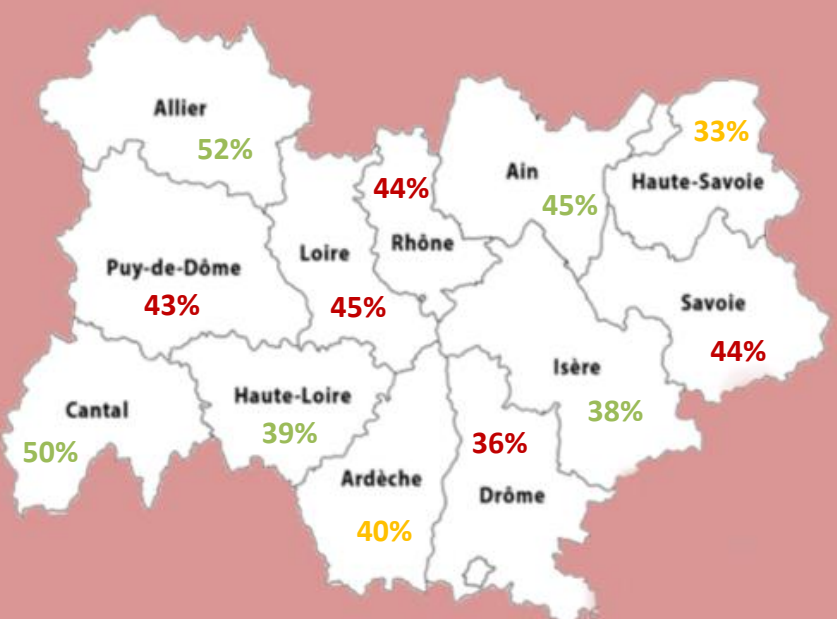 Allier
52%
33%
Ain
Haute-Savoie
44%
45%
Rhône
Loire
Puy-de-Dôme
43%
45%
Savoie
44%
Isère
38%
Haute-Loire
39%
Cantal
50%
36%
Ardèche
40%
Drôme